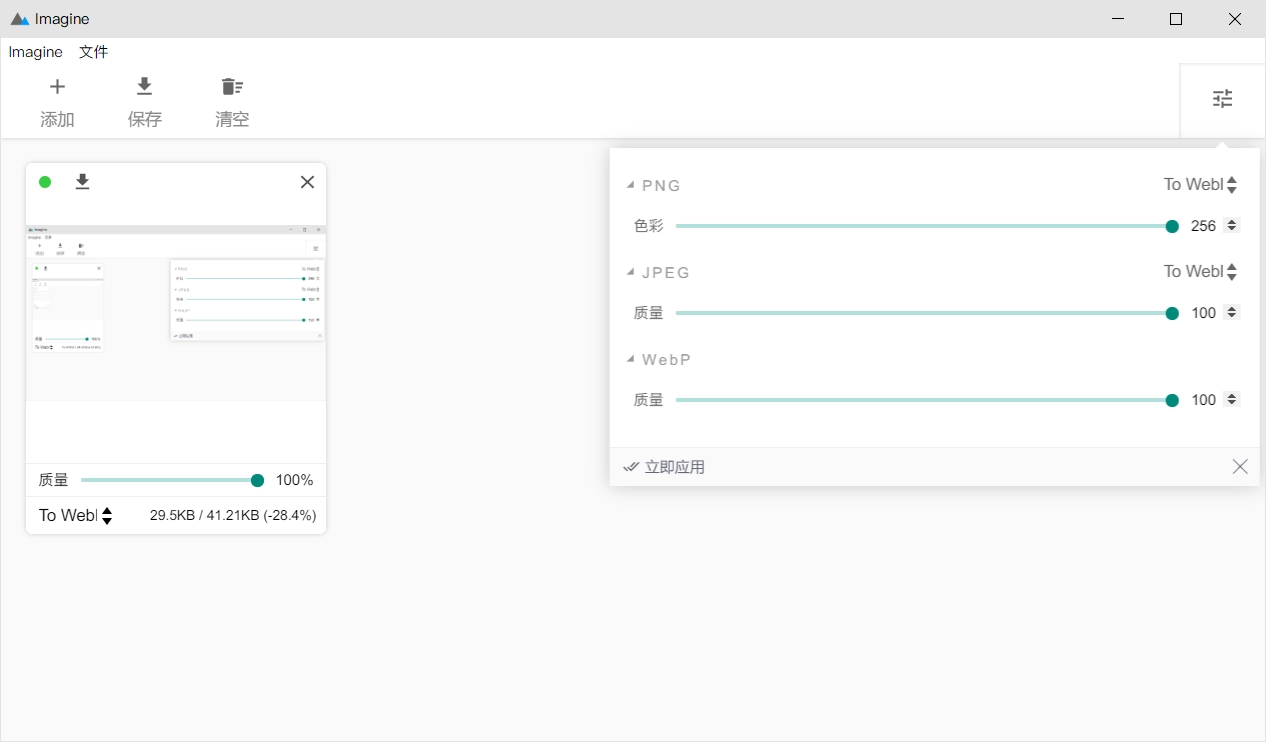 Imagine
Imagine 文件
添加 保存 清空
PNG To Webl
色彩 256
JPEG To Webl
质量 100
WebP
质量 100
立即应用
质量 100%
To Webl 29.5KB / 41.21KB (-28.4%)